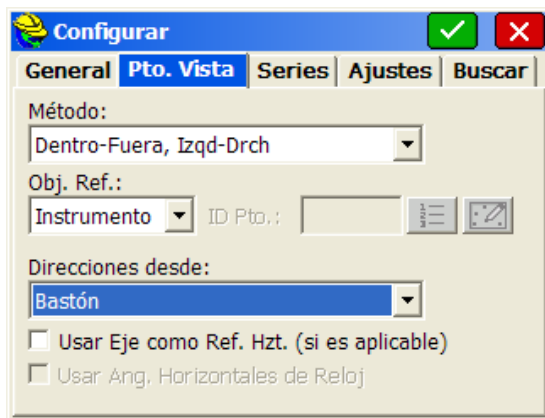 Configurar
General Pto. Vista Series Ajustes Buscar
Método:
Dentro-Fuera, Izqd-Drch
Obj. Ref.:
Instrumento ID Pto.:
Direcciones desde:
Bastón
Usar Eje como Ref. Hzt. (si es aplicable)
Usar Ang. Horizontales de Reloj